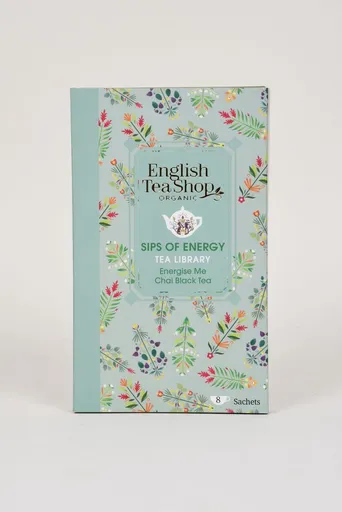 English
Tea Shop
ORGANIC
SIPS OF ENERGY
TEA LIBRARY
Energise Me
Chai Black Tea
8 Sachets